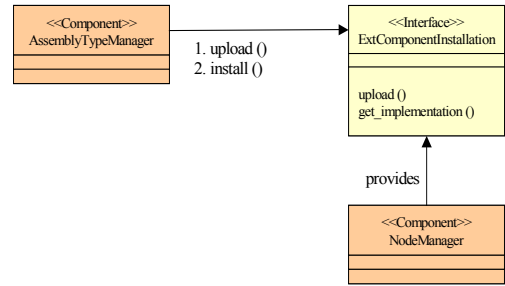 <<Component>>
AssemblyTypeManager
1. upload ()
2. install ()
<<Interface>>
ExtComponentInstallation
upload ()
get_implementation ()
provides
<<Component>>
NodeManager